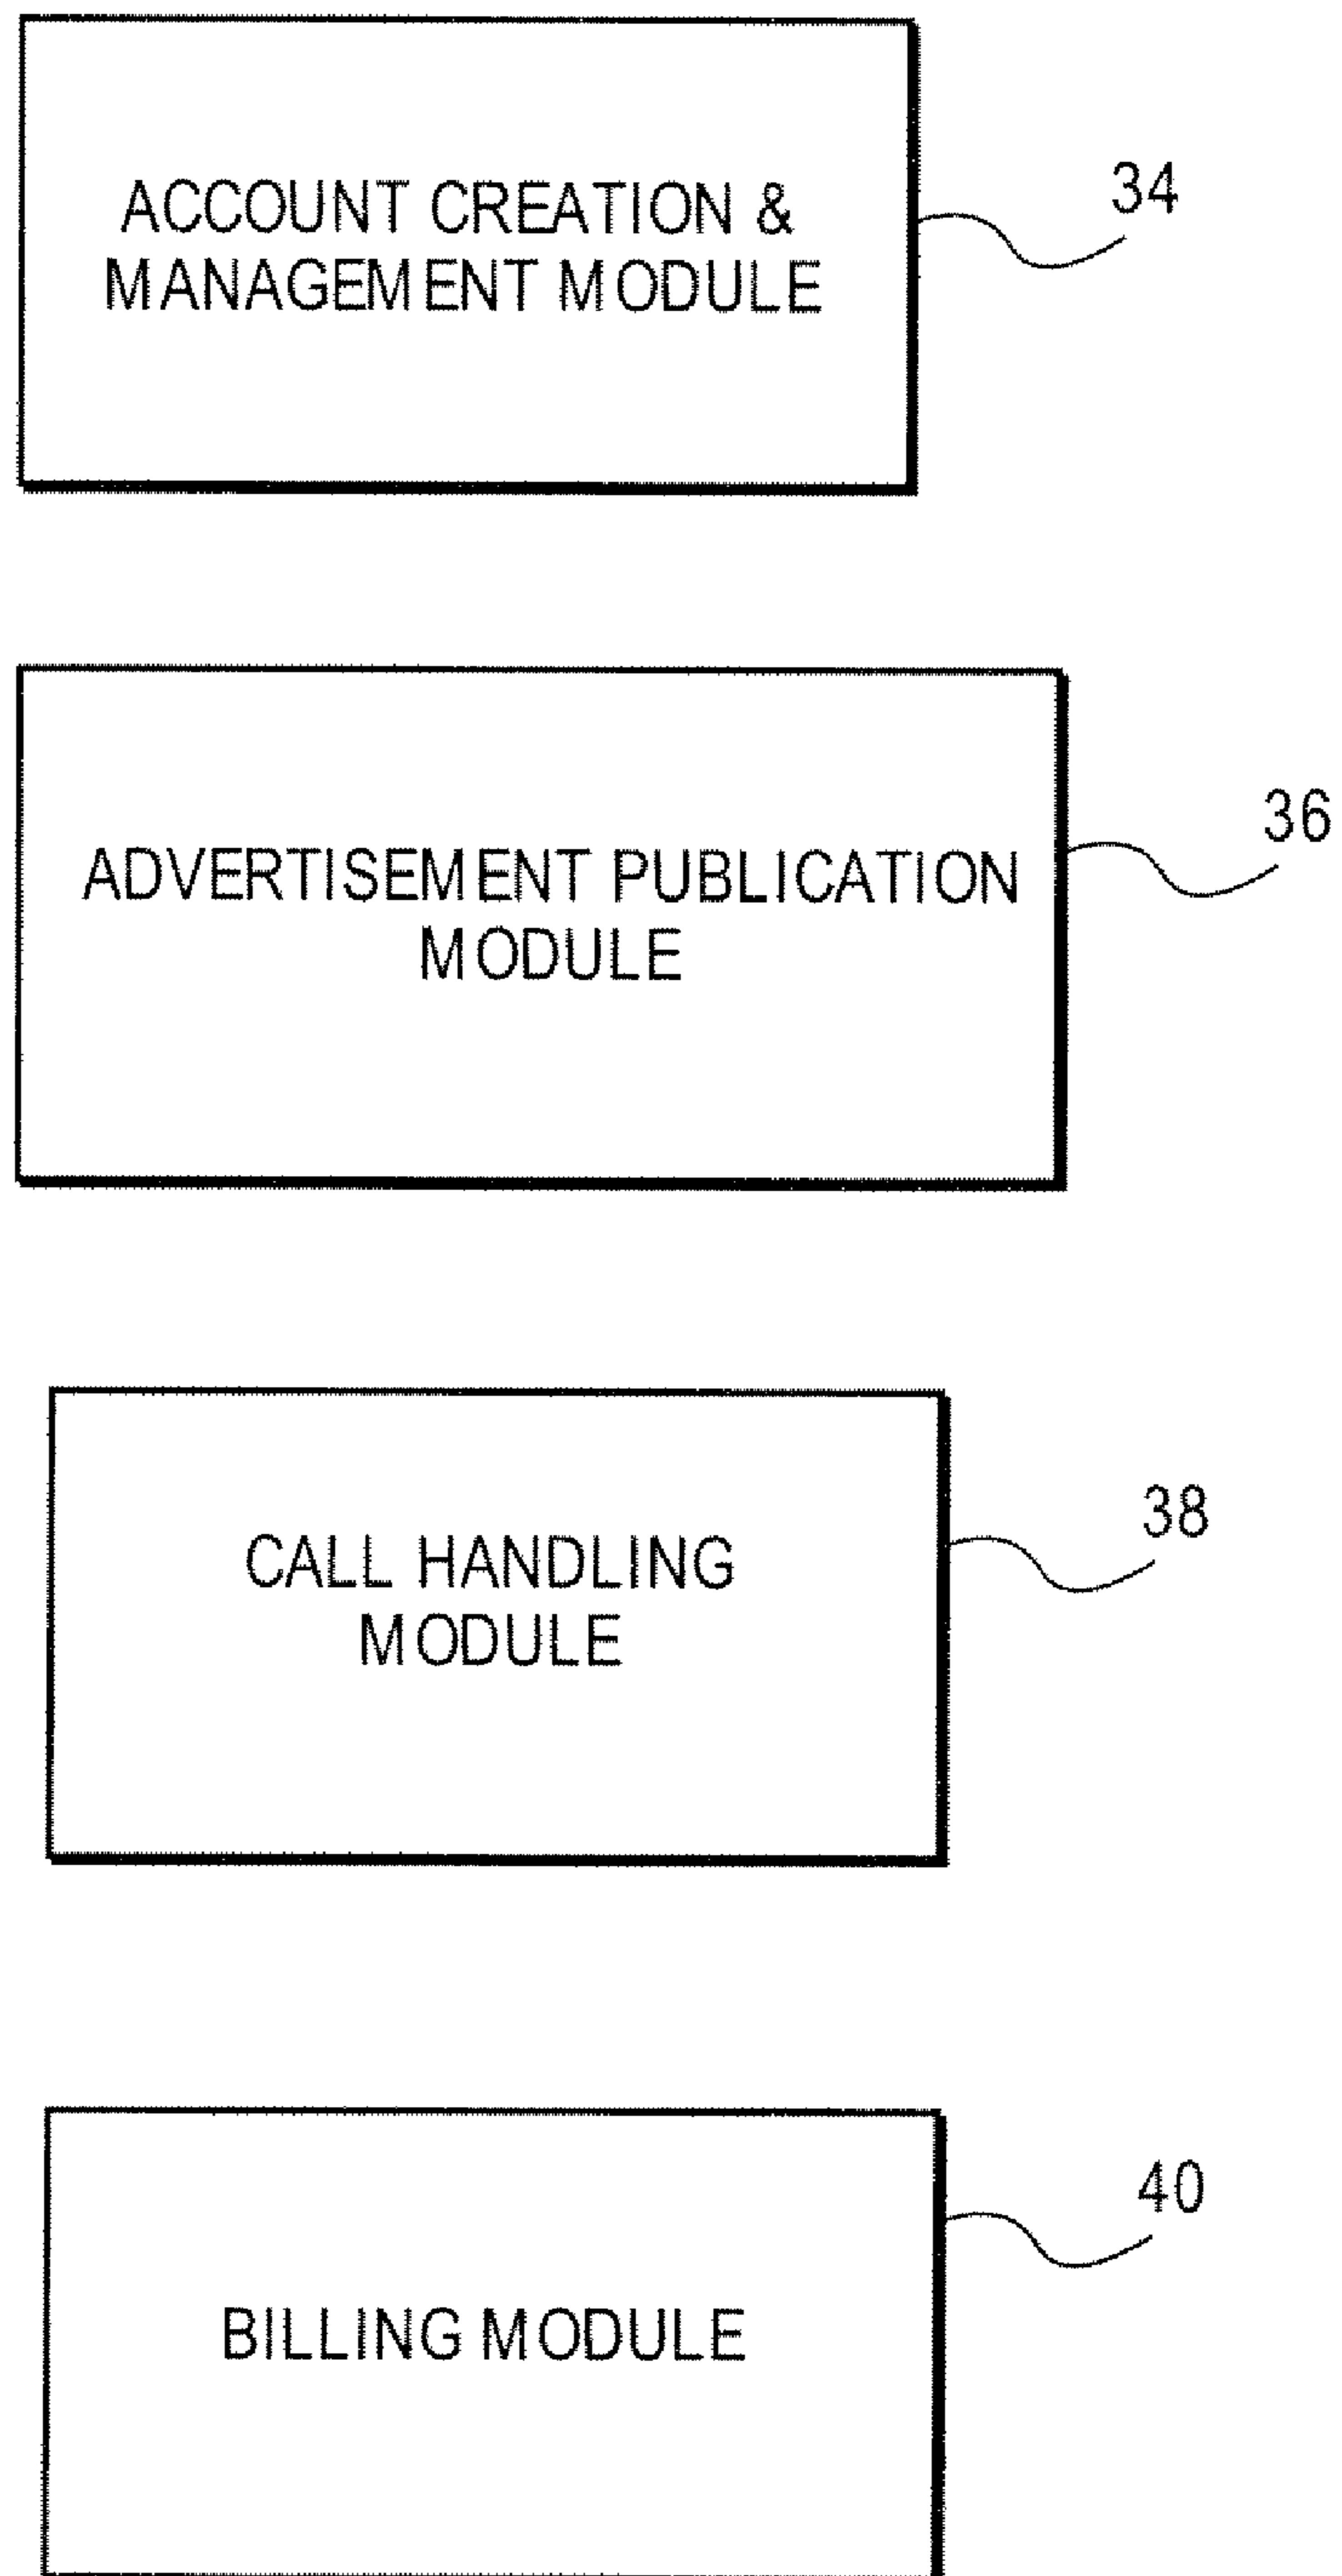 ACCOUNT CREATION &
MANAGEMENT MODULE
34
ADVERTISEMENT PUBLICATION
MODULE
36
CALL HANDLING
MODULE
38
BILLING MODULE
40